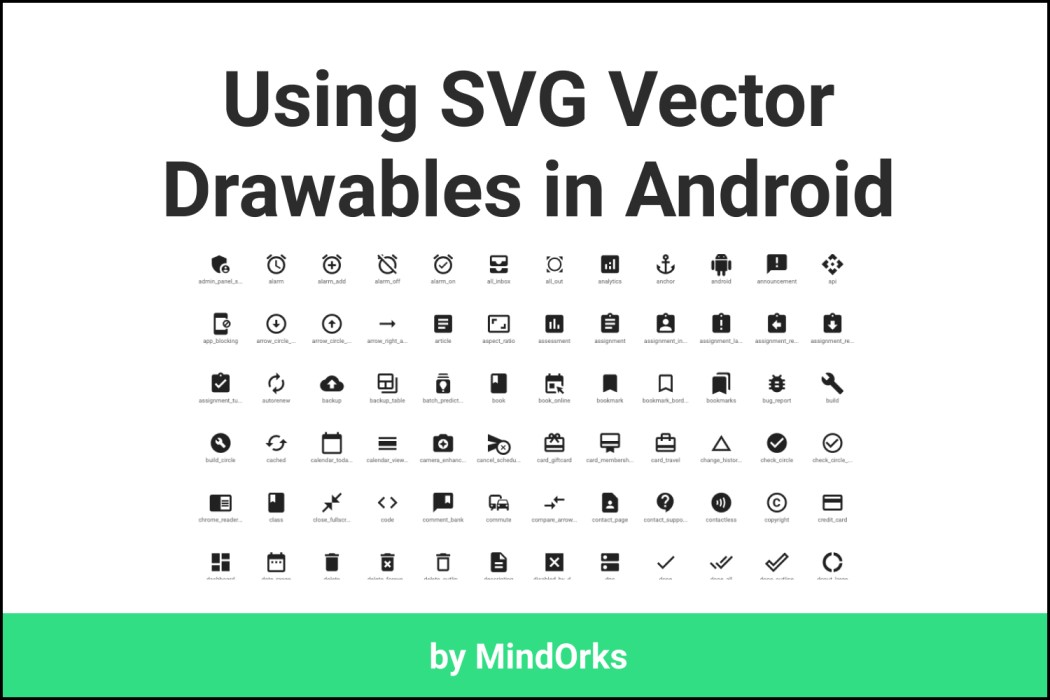 Using SVG Vector
Drawables in Android
admin_panel_s... alarm alarm_add alarm_off alarm_on all_inbox all_out analytics anchor android announcement api
app_blocking arrow_circle_... arrow_circle_... arrow_right_a... article aspect_ratio assessment assignment assignment_in... assignment_la... assignment_re... assignment_re...
assignment_tu... autorenew backup backup_table batch_predict... book book_online bookmark bookmark_bord... bookmarks bug_report build
build_circle cached calendar_toda... calendar_view... camera_enhanc... cancel_schedu... card_giftcard card_membersh... card_travel change_histor... check_circle check_circle_...
chrome_reader... class close_fullscr... code comment_bank commute compare_arrow... contact_page contact_suppo... contactless copyright credit_card
by MindOrks